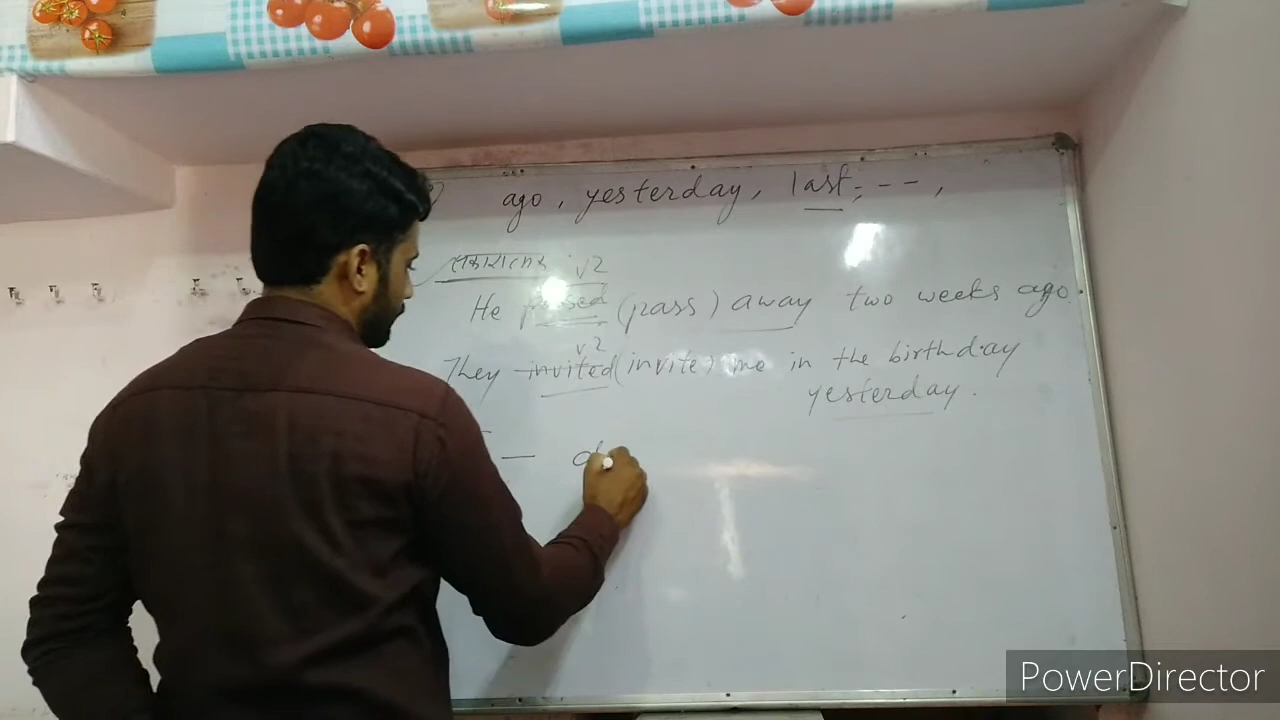 ago, yesterday, last, - - ,
सकारात्मक v2
He passed (pass) away two weeks ago
v2
They invited (invite) me in the birthday
yesterday.
PowerDirector